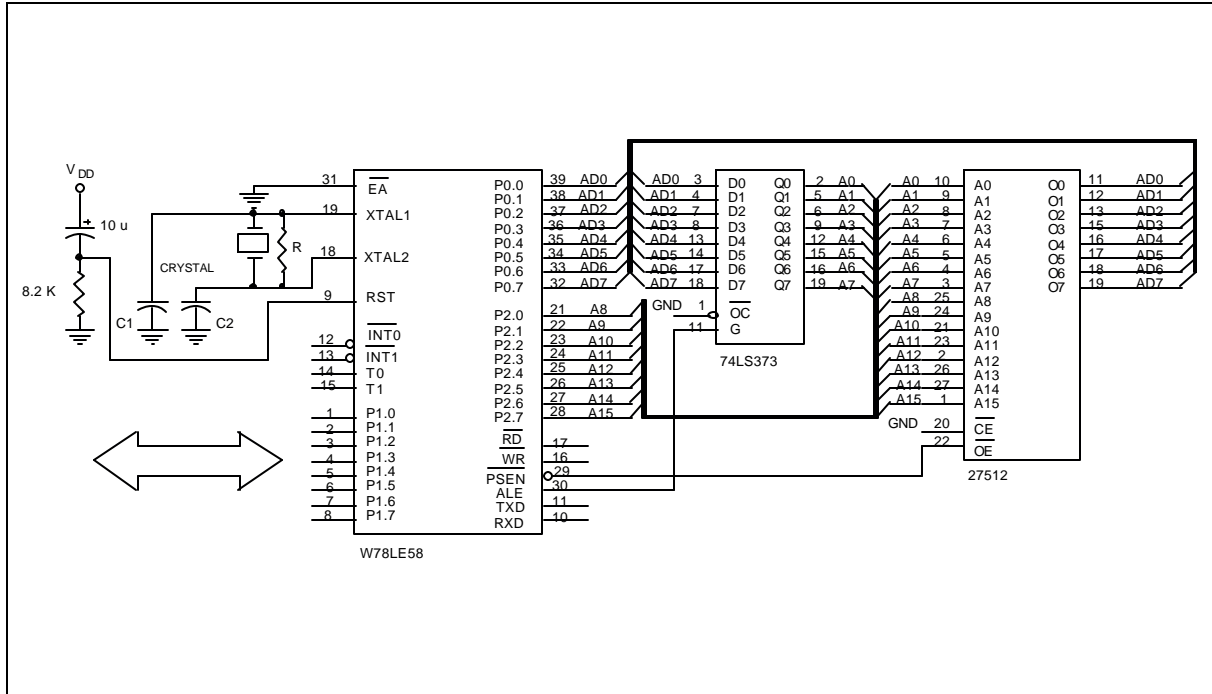 V DD
10 u
8.2 K
C1
CRYSTAL
C2
R
31 EA
19 XTAL1
18 XTAL2
9 RST
12 INT0
13 INT1
14 T0
15 T1
1 P1.0
2 P1.1
3 P1.2
4 P1.3
5 P1.4
6 P1.5
7 P1.6
8 P1.7
P0.0 39 AD0
P0.1 38 AD1
P0.2 37 AD2
P0.3 36 AD3
P0.4 35 AD4
P0.5 34 AD5
P0.6 33 AD6
P0.7 32 AD7
P2.0 21 A8
P2.1 22 A9
P2.2 23 A10
P2.3 24 A11
P2.4 25 A12
P2.5 26 A13
P2.6 27 A14
P2.7 28 A15
RD 17
WR 16
PSEN 29
ALE 30
TXD 11
RXD 10
W78LE58
AD0 3 D0 Q0 2 A0
AD1 4 D1 Q1 5 A1
AD2 7 D2 Q2 6 A2
AD3 8 D3 Q3 9 A3
AD4 13 D4 Q4 12 A4
AD5 14 D5 Q5 15 A5
AD6 17 D6 Q6 16 A6
AD7 18 D7 Q7 19 A7
GND 1 OC
11 G
74LS373
A0 10 A0 O0 11 AD0
A1 9 A1 O1 12 AD1
A2 8 A2 O2 13 AD2
A3 7 A3 O3 15 AD3
A4 6 A4 O4 16 AD4
A5 5 A5 O5 17 AD5
A6 4 A6 O6 18 AD6
A7 3 A7 O7 19 AD7
A8 25 A8
A9 24 A9
A10 21 A10
A11 23 A11
A12 2 A12
A13 26 A13
A14 27 A14
A15 1 A15
GND 20 CE
22 OE
27512